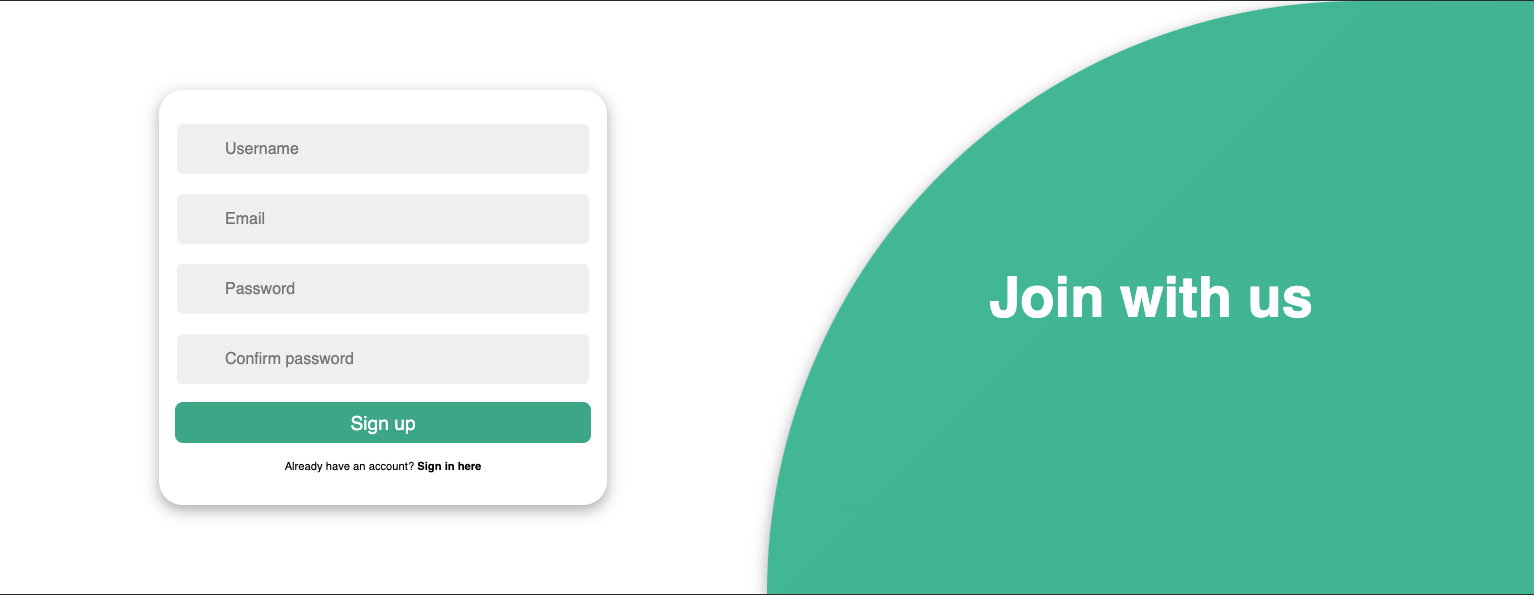 Username
Email
Password
Confirm password
Sign up
Already have an account? Sign in here
Join with us